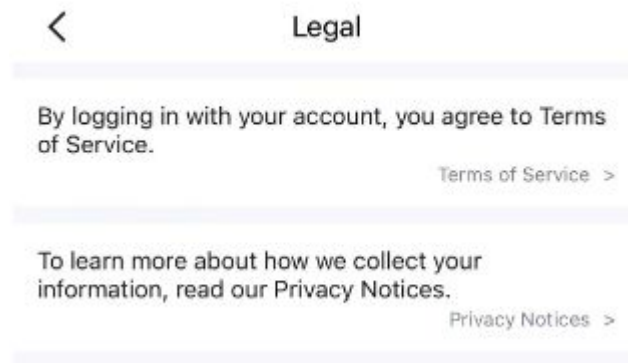 Legal
By logging in with your account, you agree to Terms
of Service.
Terms of Service >
To learn more about how we collect your
information, read our Privacy Notices.
Privacy Notices >